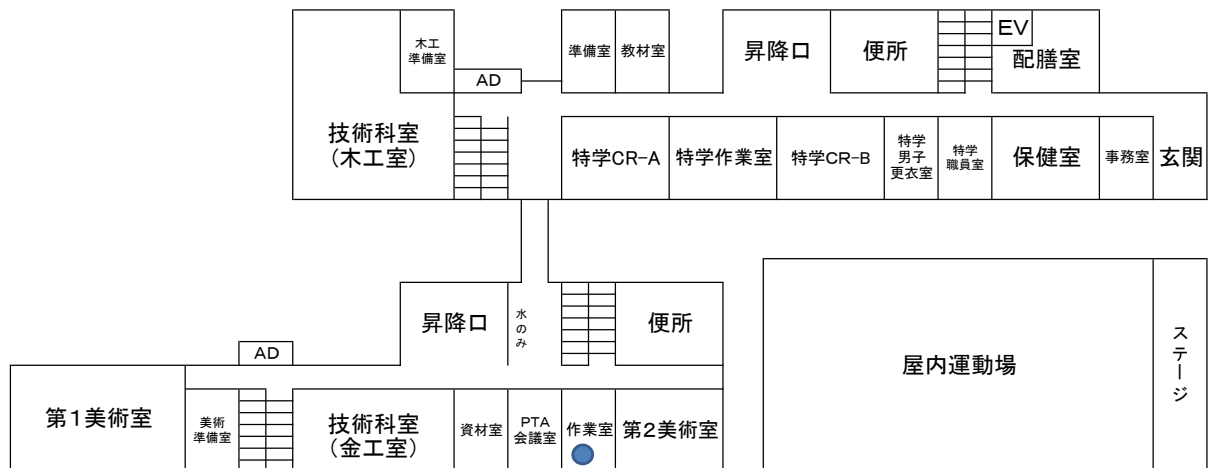 木工
準備室
AD
準備室
教材室
昇降口
便所
EV
配膳室
技術科室
(木工室)
特学CR-A
特学作業室
特学CR-B
特学
男子
更衣室
特学
職員室
保健室
事務室
玄関
昇降口
水のみ
便所
屋内運動場
ステージ
AD
第1美術室
美術
準備室
技術科室
(金工室)
資材室
PTA
会議室
作業室
第2美術室